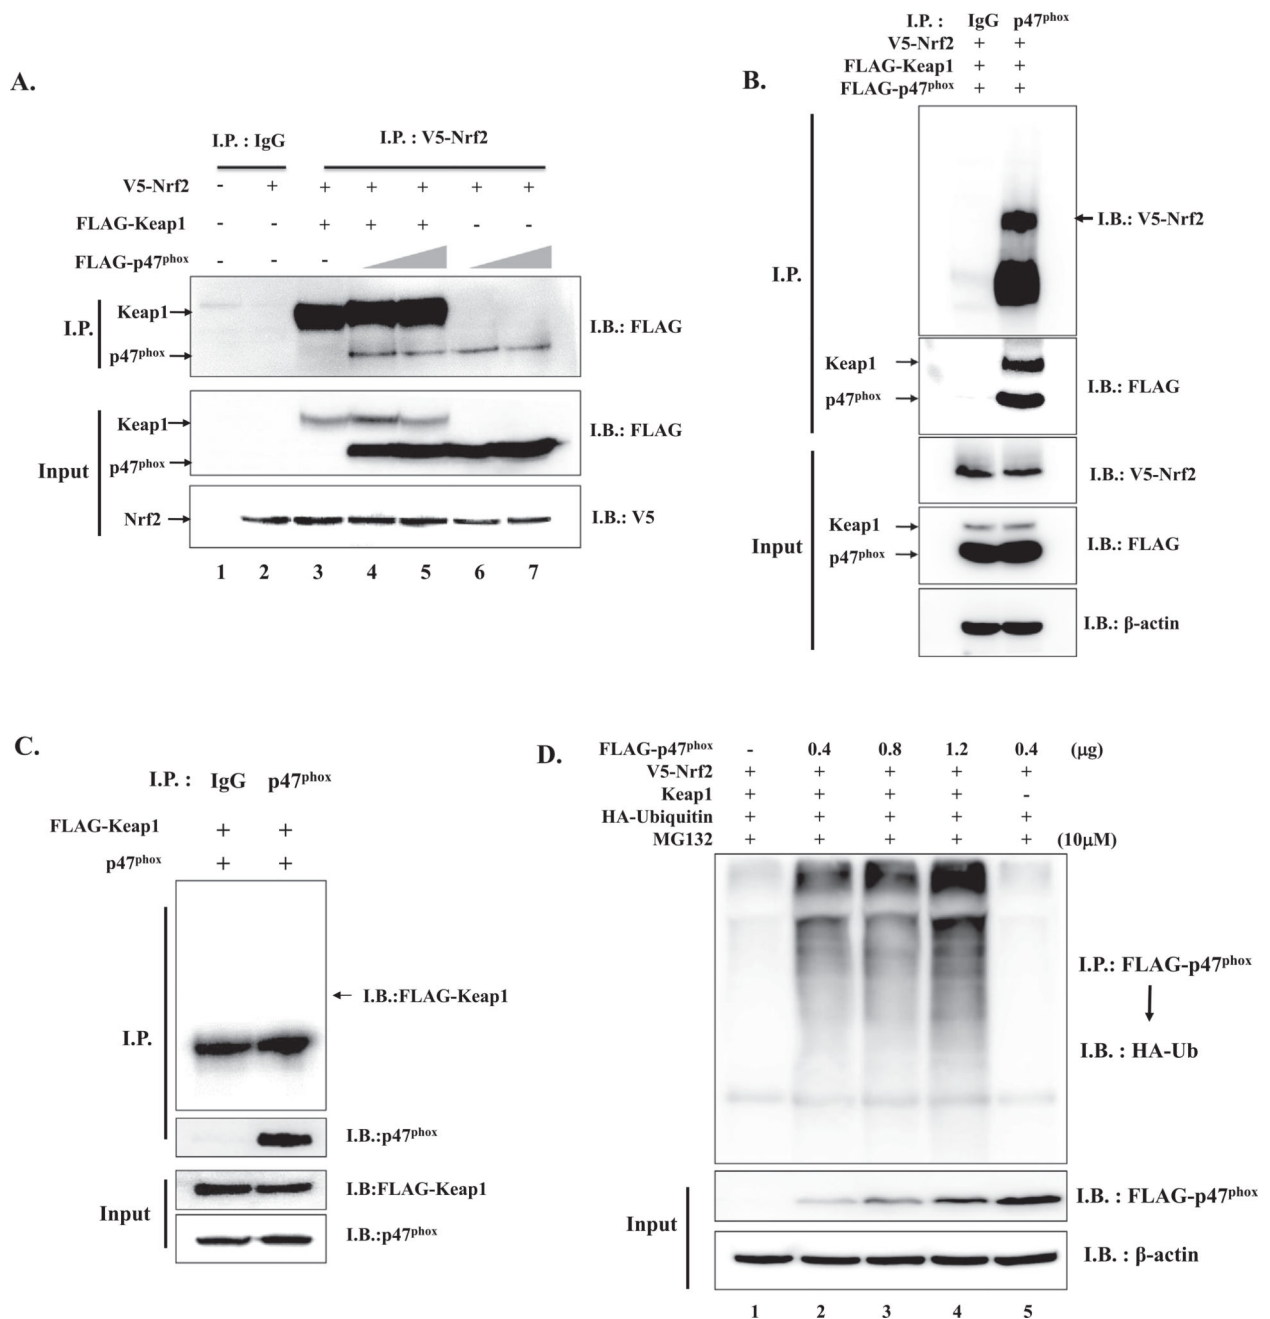 A.
I.P. : IgG I.P. : V5-Nrf2
V5-Nrf2 - + + + + + +
FLAG-Keap1 - - + + + - -
FLAG-p47phox - - -
I.P.
Keap1
p47phox
I.B.: FLAG
Input
Keap1
p47phox
I.B.: FLAG
Nrf2
I.B.: V5
1 2 3 4 5 6 7
B.
I.P. : IgG p47phox
V5-Nrf2 + +
FLAG-Keap1 + +
FLAG-p47phox + +
I.P.
I.B.: V5-Nrf2
Keap1
p47phox
I.B.: FLAG
Input
I.B.: V5-Nrf2
Keap1
p47phox
I.B.: FLAG
I.B.: β-actin
C.
I.P. : IgG p47phox
FLAG-Keap1 + +
p47phox + +
I.P.
I.B.:FLAG-Keap1
I.B.:p47phox
Input
I.B:FLAG-Keap1
I.B.:p47phox
D.
FLAG-p47phox - 0.4 0.8 1.2 0.4 (μg)
V5-Nrf2 + + + + +
Keap1 + + + + -
HA-Ubiquitin + + + + +
MG132 + + + + + (10μM)
I.P.: FLAG-p47phox
I.B. : HA-Ub
Input
I.B. : FLAG-p47phox
I.B. : β-actin
1 2 3 4 5